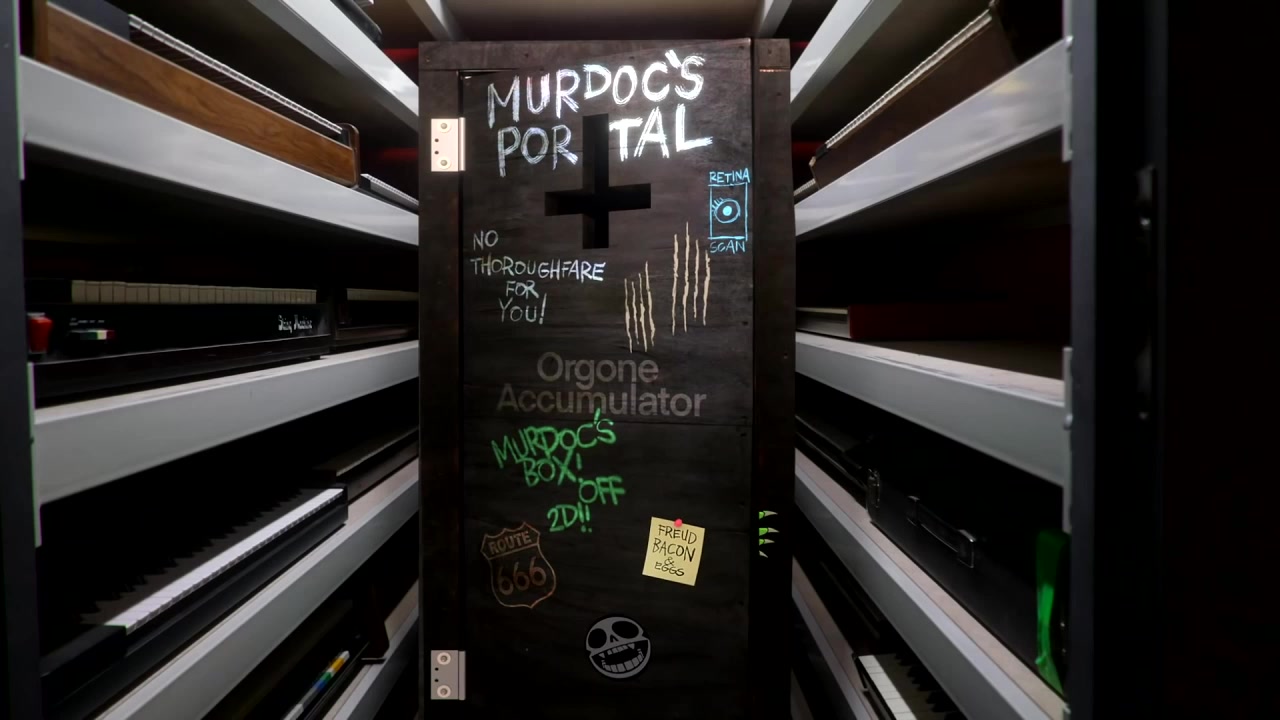 MURDOC'S
PORTAL
RETINA
SCAN
NO
THOROUGHFARE
FOR
YOU!
Orgone
Accumulator
MURDOC'S
BOX!
OFF
2D!!
ROUTE
666
FREUD
BACON
&
EGGS